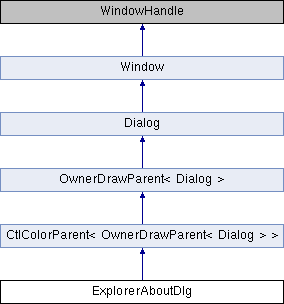 WindowHandle
Window
Dialog
OwnerDrawParent< Dialog >
CtlColorParent< OwnerDrawParent< Dialog > >
ExplorerAboutDlg